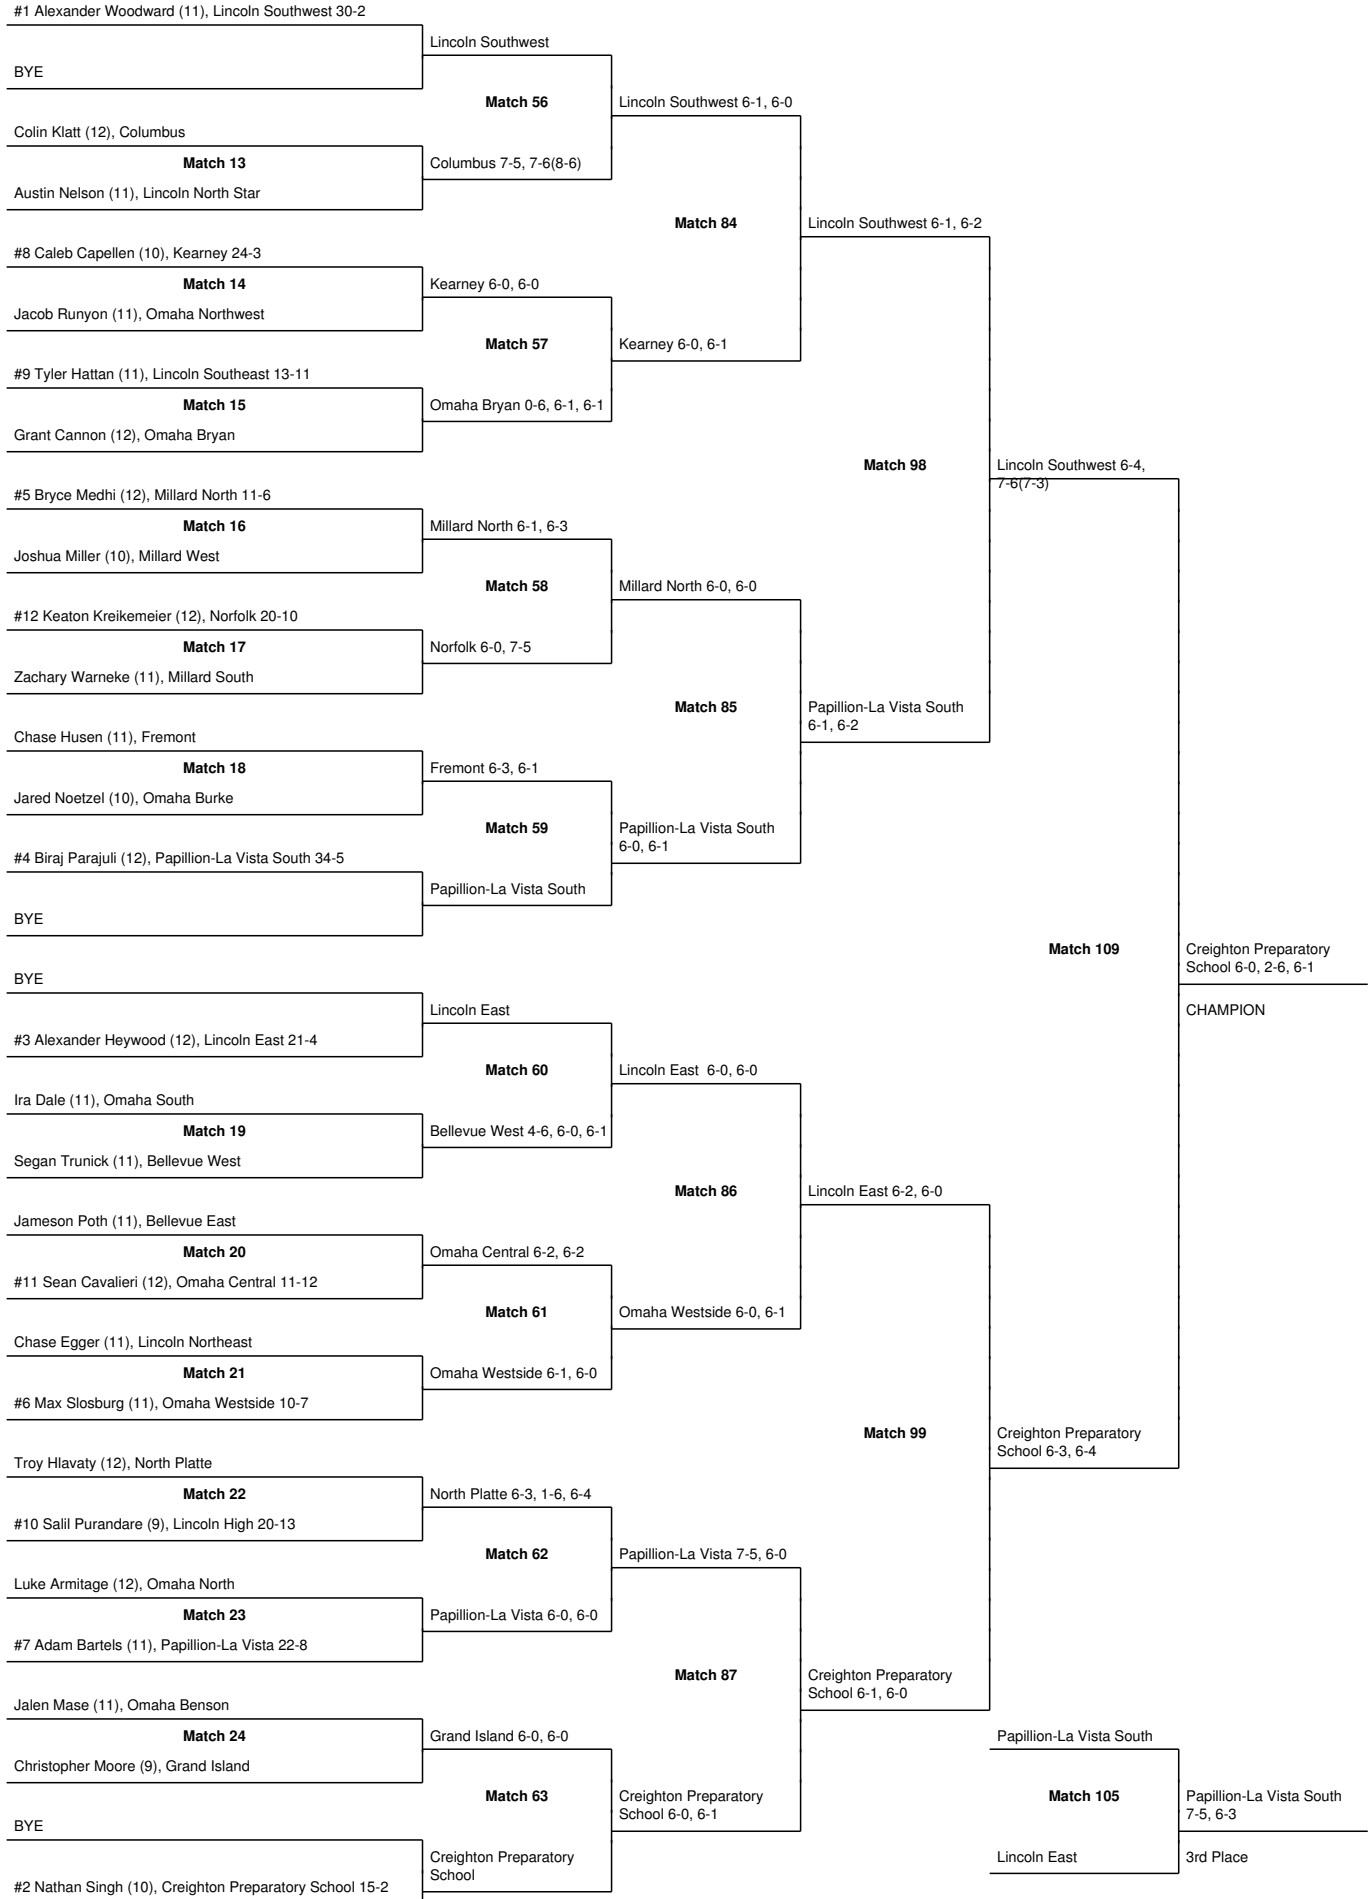 #1 Alexander Woodward (11), Lincoln Southwest 30-2
Lincoln Southwest
BYE
Match 56
Lincoln Southwest 6-1, 6-0
Colin Klatt (12), Columbus
Match 13
Columbus 7-5, 7-6(8-6)
Austin Nelson (11), Lincoln North Star
Match 84
Lincoln Southwest 6-1, 6-2
#8 Caleb Capellen (10), Kearney 24-3
Match 14
Kearney 6-0, 6-0
Jacob Runyon (11), Omaha Northwest
Match 57
Kearney 6-0, 6-1
#9 Tyler Hattan (11), Lincoln Southeast 13-11
Match 15
Omaha Bryan 0-6, 6-1, 6-1
Grant Cannon (12), Omaha Bryan
Match 98
Lincoln Southwest 6-4,
7-6(7-3)
#5 Bryce Medhi (12), Millard North 11-6
Match 16
Millard North 6-1, 6-3
Joshua Miller (10), Millard West
Match 58
Millard North 6-0, 6-0
#12 Keaton Kreikemeier (12), Norfolk 20-10
Match 17
Norfolk 6-0, 7-5
Zachary Warneke (11), Millard South
Match 85
Papillion-La Vista South
6-1, 6-2
Chase Husen (11), Fremont
Match 18
Fremont 6-3, 6-1
Jared Noetzel (10), Omaha Burke
Match 59
Papillion-La Vista South
6-0, 6-1
#4 Biraj Parajuli (12), Papillion-La Vista South 34-5
Papillion-La Vista South
BYE
Match 109
Creighton Preparatory
School 6-0, 2-6, 6-1
CHAMPION
BYE
Lincoln East
#3 Alexander Heywood (12), Lincoln East 21-4
Match 60
Lincoln East 6-0, 6-0
Ira Dale (11), Omaha South
Match 19
Bellevue West 4-6, 6-0, 6-1
Segan Trunick (11), Bellevue West
Match 86
Lincoln East 6-2, 6-0
Jameson Poth (11), Bellevue East
Match 20
Omaha Central 6-2, 6-2
#11 Sean Cavalieri (12), Omaha Central 11-12
Match 61
Omaha Westside 6-0, 6-1
Chase Egger (11), Lincoln Northeast
Match 21
Omaha Westside 6-1, 6-0
#6 Max Slosburg (11), Omaha Westside 10-7
Match 99
Creighton Preparatory
School 6-3, 6-4
Troy Hlavaty (12), North Platte
Match 22
North Platte 6-3, 1-6, 6-4
#10 Salil Purandare (9), Lincoln High 20-13
Match 62
Papillion-La Vista 7-5, 6-0
Luke Armitage (12), Omaha North
Match 23
Papillion-La Vista 6-0, 6-0
#7 Adam Bartels (11), Papillion-La Vista 22-8
Match 87
Creighton Preparatory
School 6-1, 6-0
Jalen Mase (11), Omaha Benson
Match 24
Grand Island 6-0, 6-0
Christopher Moore (9), Grand Island
Match 63
Creighton Preparatory
School 6-0, 6-1
BYE
Creighton Preparatory
School
#2 Nathan Singh (10), Creighton Preparatory School 15-2
Papillion-La Vista South
Match 105
Papillion-La Vista South
7-5, 6-3
Lincoln East
3rd Place